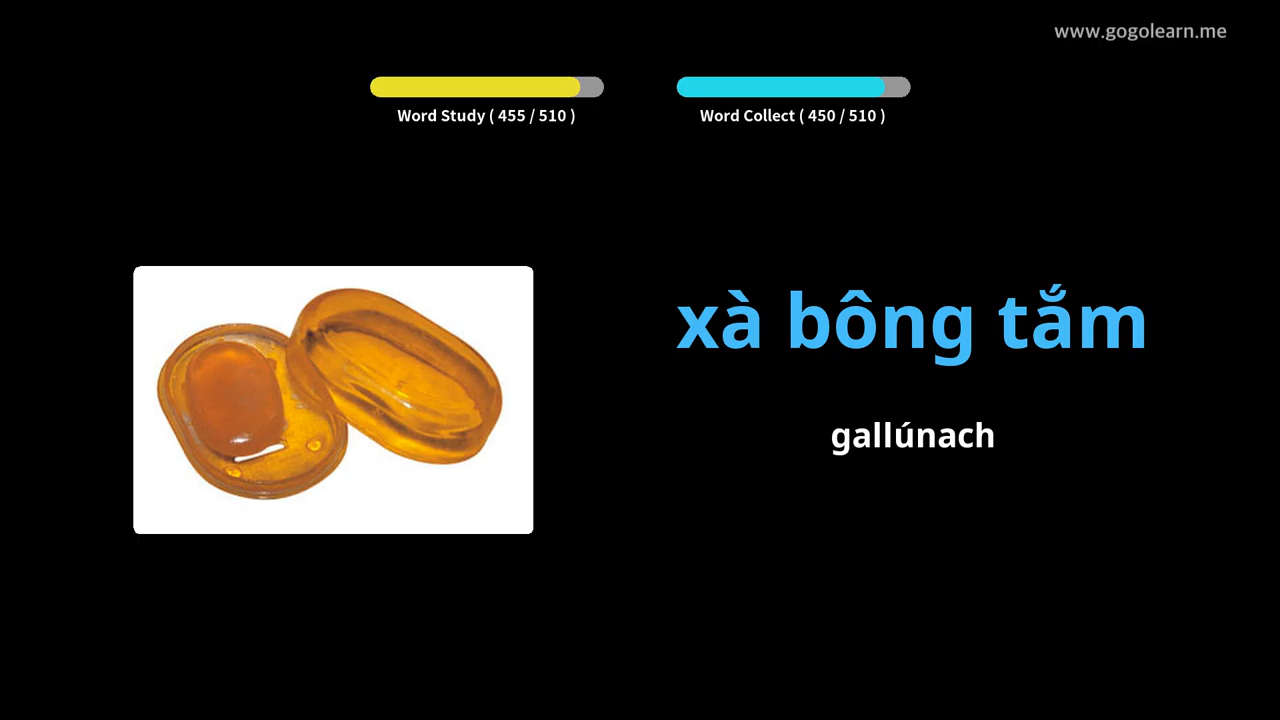 www.gogolearn.me
Word Study ( 455 / 510 )
Word Collect ( 450 / 510 )
xà bông tắm
gallúnach